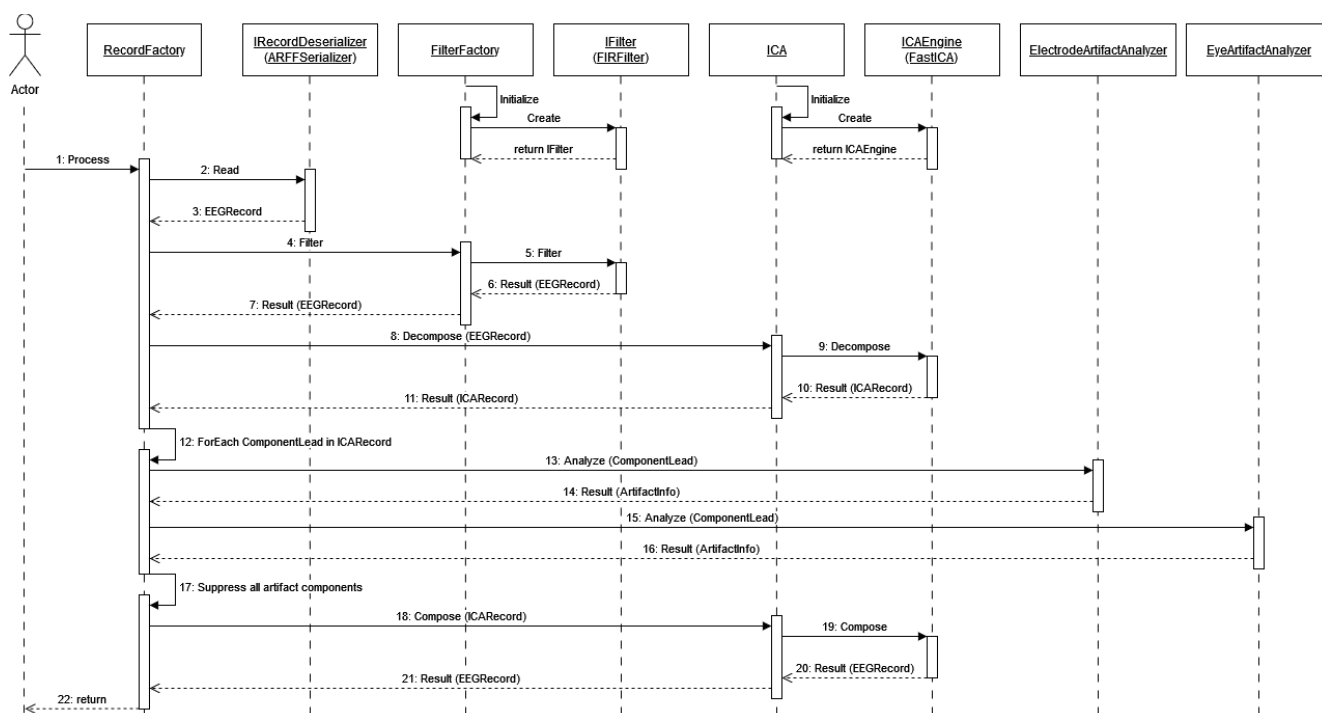 Actor
RecordFactory
IRecordDeserializer
(ARFFSerializer)
FilterFactory
IFilter
(FIRFilter)
ICA
ICAEngine
(FastICA)
ElectrodeArtifactAnalyzer
EyeArtifactAnalyzer
Initialize
Create
return IFilter
Initialize
Create
return ICAEngine
1: Process
2: Read
3: EEGRecord
4: Filter
5: Filter
6: Result (EEGRecord)
7: Result (EEGRecord)
8: Decompose (EEGRecord)
9: Decompose
10: Result (ICARecord)
11: Result (ICARecord)
12: ForEach ComponentLead in ICARecord
13: Analyze (ComponentLead)
14: Result (ArtifactInfo)
15: Analyze (ComponentLead)
16: Result (ArtifactInfo)
17: Suppress all artifact components
18: Compose (ICARecord)
19: Compose
20: Result (EEGRecord)
21: Result (EEGRecord)
22: return